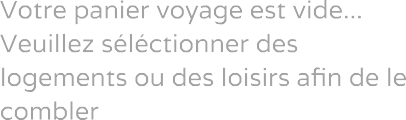 Votre panier voyage est vide...
Veuillez séléctionner des
logements ou des loisirs afin de le
combler